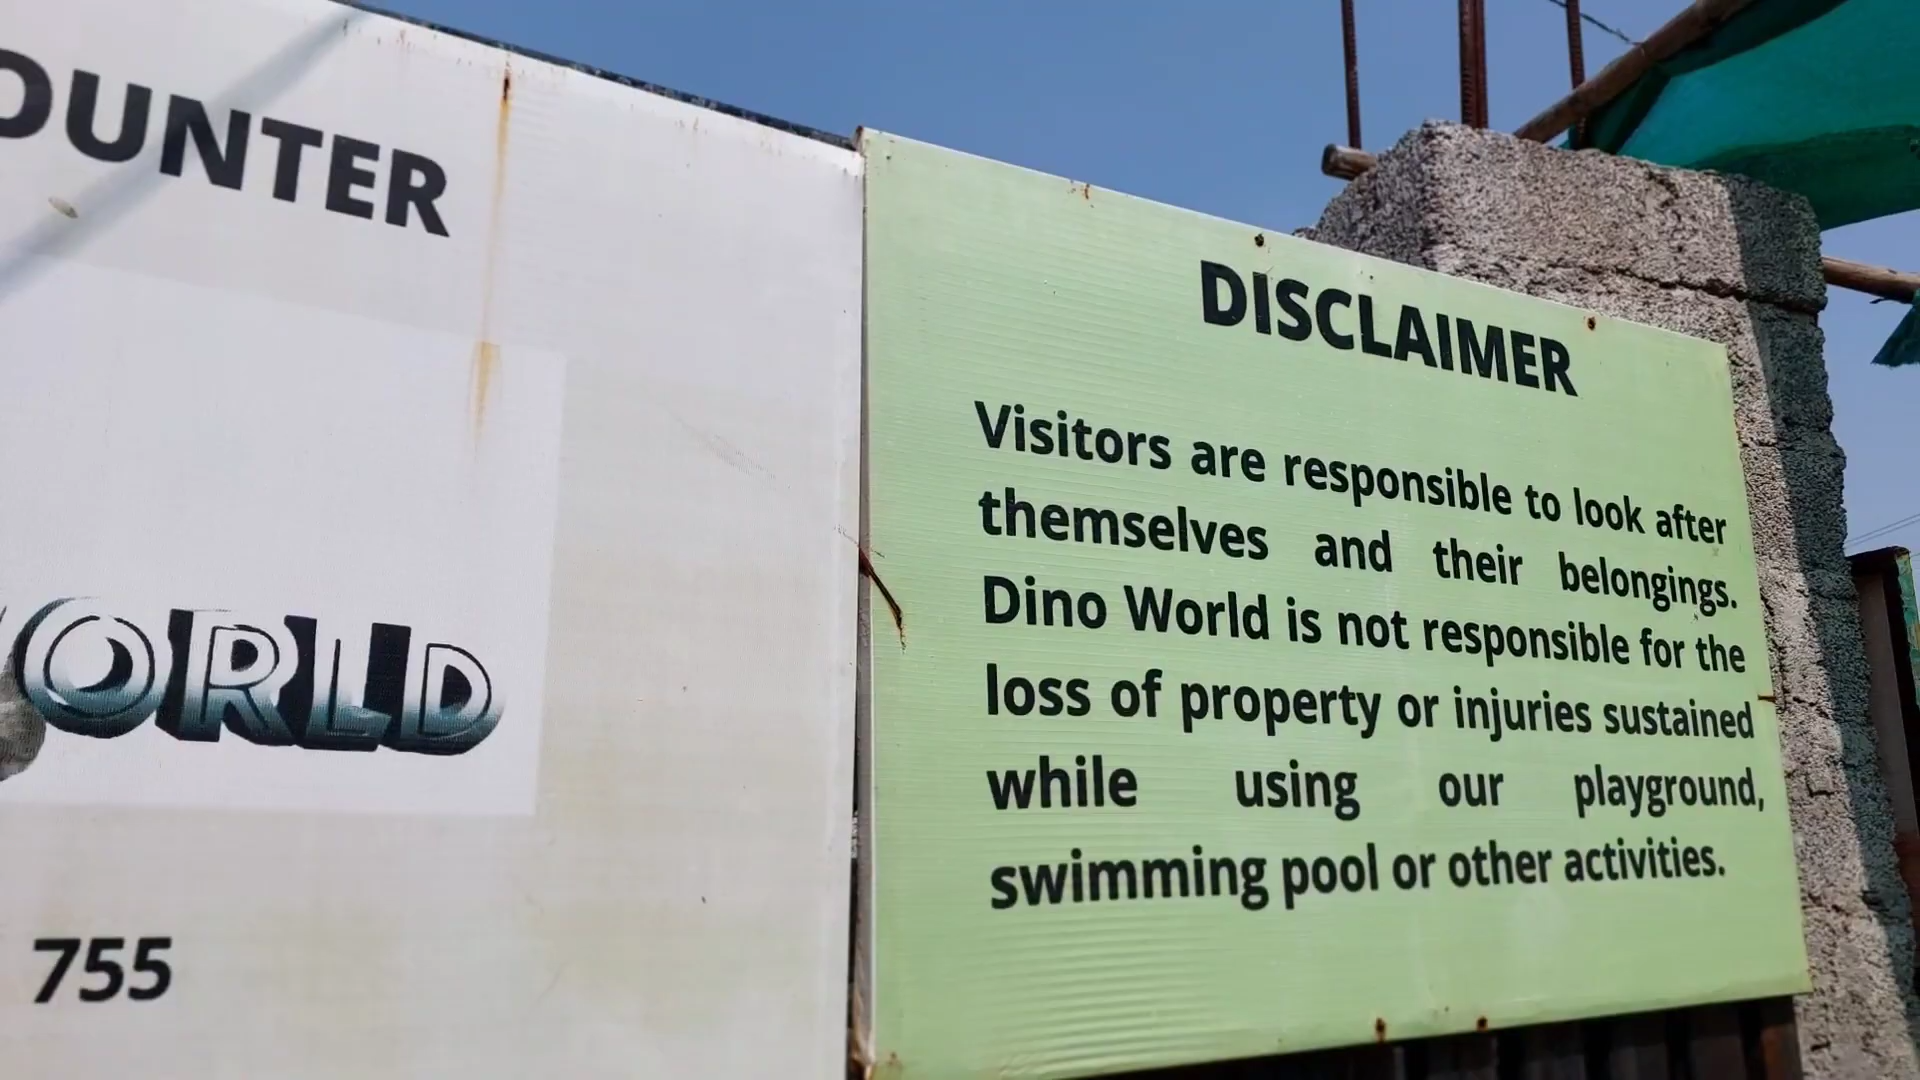 OUNTER
ORLD
755
DISCLAIMER
Visitors are responsible to look after
themselves and their belongings.
Dino World is not responsible for the
loss of property or injuries sustained
while using our playground,
swimming pool or other activities.